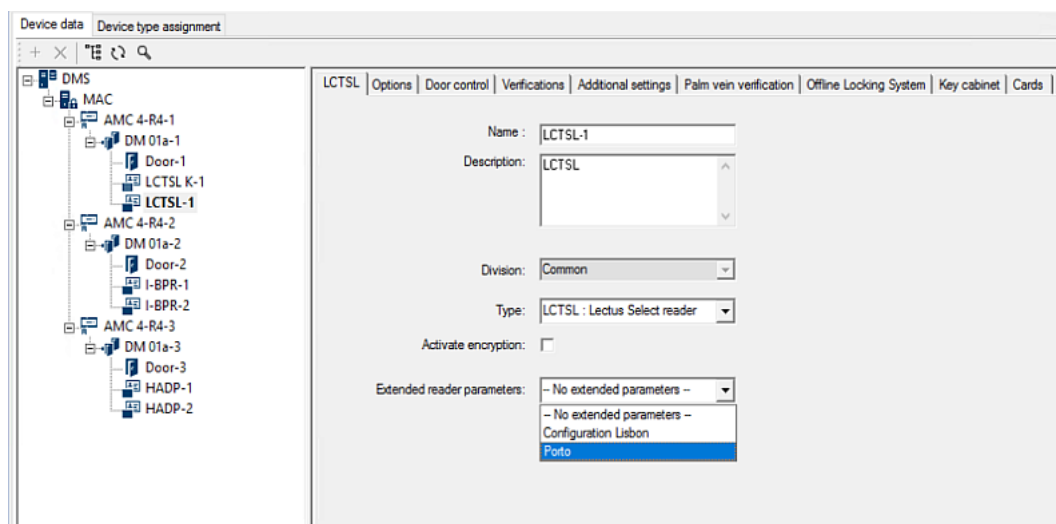 Device data Device type assignment
DMS
MAC
AMC 4-R4-1
DM 01a-1
Door-1
LCTSL K-1
LCTSL-1
AMC 4-R4-2
DM 01a-2
Door-2
I-BPR-1
I-BPR-2
AMC 4-R4-3
DM 01a-3
Door-3
HADP-1
HADP-2
LCTSL Options Door control Verifications Additional settings Palm vein verification Offline Locking System Key cabinet Cards
Name : LCTSL-1
Description: LCTSL
Division: Common
Type: LCTSL : Lectus Select reader
Activate encryption:
Extended reader parameters: -- No extended parameters --
-- No extended parameters --
Configuration Lisbon
Porto